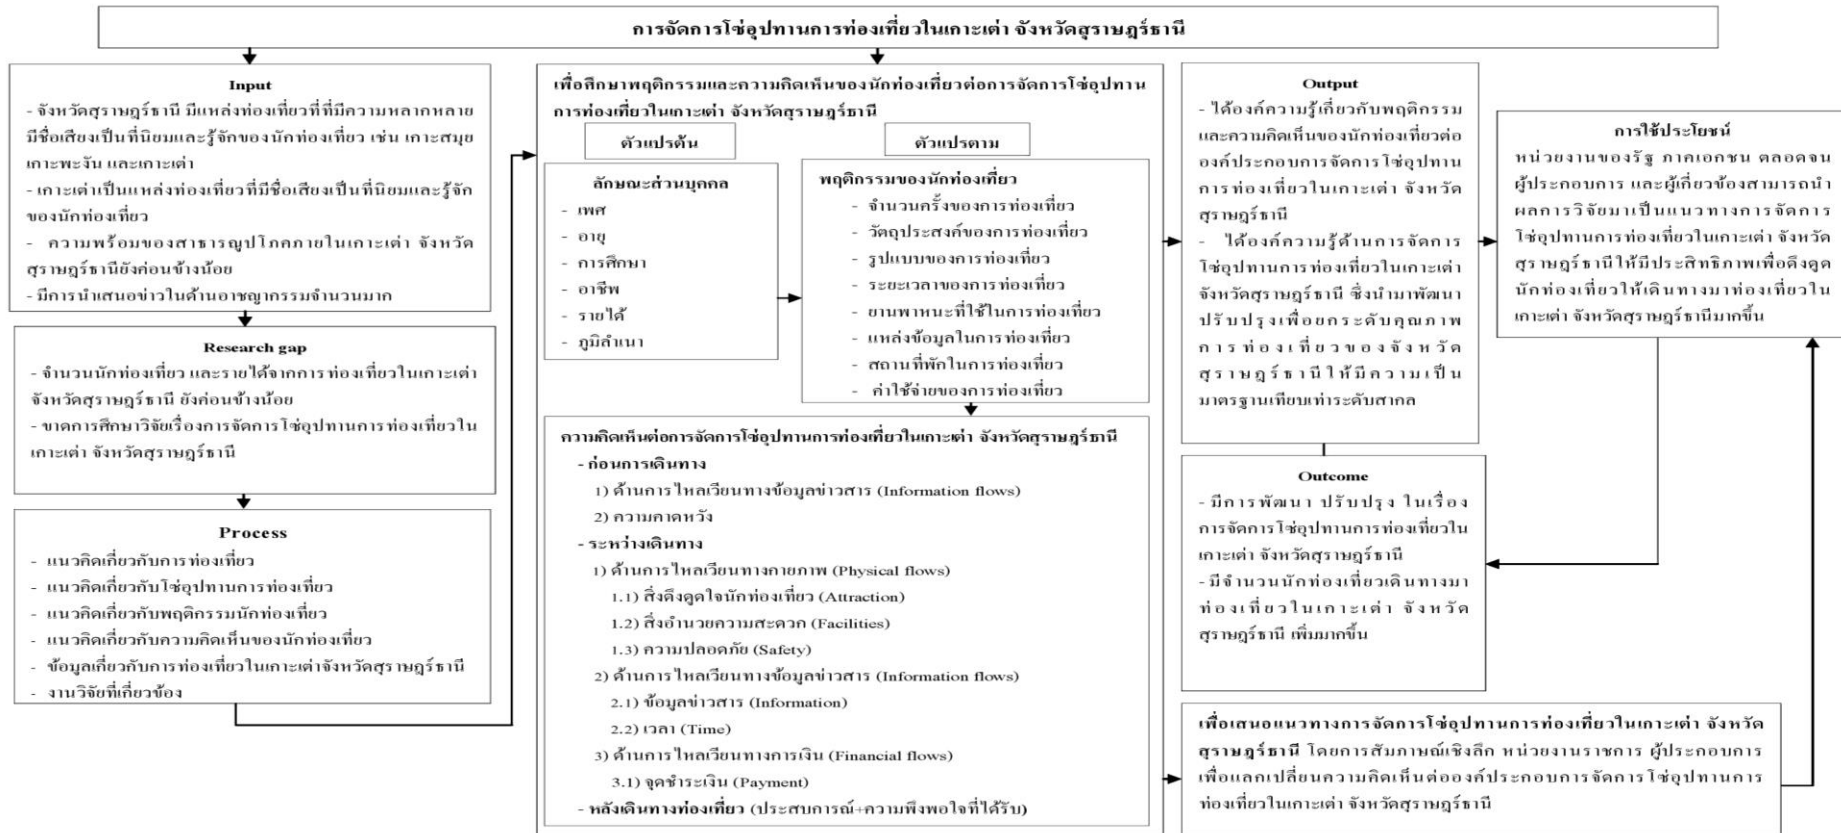 การจัดการโซ่อุปทานการท่องเที่ยวในเกาะเต่า จังหวัดสุราษฎร์ธานี
Input
- จังหวัดสุราษฎร์ธานี มีแหล่งท่องเที่ยวที่ที่มีความหลากหลาย
มีชื่อเสียงเป็นที่นิยมและรู้จักของนักท่องเที่ยว เช่น เกาะสมุย
เกาะพะงัน และเกาะเต่า
- เกาะเต่าเป็นแหล่งท่องเที่ยวที่มีชื่อเสียงเป็นที่นิยมและรู้จัก
ของนักท่องเที่ยว
- ความพร้อมของสาธารณูปโภคภายในเกาะเต่า จังหวัด
สุราษฎร์ธานียังค่อนข้างน้อย
- มีการนำเสนอข่าวในด้านอาชญากรรมจำนวนมาก
Research gap
- จำนวนนักท่องเที่ยว และรายได้จากการท่องเที่ยวในเกาะเต่า
จังหวัดสุราษฎร์ธานี ยังค่อนข้างน้อย
- ขาดการศึกษาวิจัยเรื่องการจัดการโซ่อุปทานการท่องเที่ยวใน
เกาะเต่า จังหวัดสุราษฎร์ธานี
Process
- แนวคิดเกี่ยวกับการท่องเที่ยว
- แนวคิดเกี่ยวกับโซ่อุปทานการท่องเที่ยว
- แนวคิดเกี่ยวกับพฤติกรรมนักท่องเที่ยว
- แนวคิดเกี่ยวกับความคิดเห็นของนักท่องเที่ยว
- ข้อมูลเกี่ยวกับการท่องเที่ยวในเกาะเต่าจังหวัดสุราษฎร์ธานี
- งานวิจัยที่เกี่ยวข้อง
เพื่อศึกษาพฤติกรรมและความคิดเห็นของนักท่องเที่ยวต่อการจัดการโซ่อุปทาน
การท่องเที่ยวในเกาะเต่า จังหวัดสุราษฎร์ธานี
ตัวแปรต้น
ลักษณะส่วนบุคคล
- เพศ
- อายุ
- การศึกษา
- อาชีพ
- รายได้
- ภูมิลำเนา
ตัวแปรตาม
พฤติกรรมของนักท่องเที่ยว
- จำนวนครั้งของการท่องเที่ยว
- วัตถุประสงค์ของการท่องเที่ยว
- รูปแบบของการท่องเที่ยว
- ระยะเวลาของการท่องเที่ยว
- ยานพาหนะที่ใช้ในการท่องเที่ยว
- แหล่งข้อมูลในการท่องเที่ยว
- สถานที่พักในการท่องเที่ยว
- ค่าใช้จ่ายของการท่องเที่ยว
ความคิดเห็นต่อการจัดการโซ่อุปทานการท่องเที่ยวในเกาะเต่า จังหวัดสุราษฎร์ธานี
- ก่อนการเดินทาง
1) ด้านการไหลเวียนทางข้อมูลข่าวสาร (Information flows)
2) ความคาดหวัง
- ระหว่างเดินทาง
1) ด้านการไหลเวียนทางกายภาพ (Physical flows)
1.1) สิ่งดึงดูดใจนักท่องเที่ยว (Attraction)
1.2) สิ่งอำนวยความสะดวก (Facilities)
1.3) ความปลอดภัย (Safety)
2) ด้านการไหลเวียนทางข้อมูลข่าวสาร (Information flows)
2.1) ข้อมูลข่าวสาร (Information)
2.2) เวลา (Time)
3) ด้านการไหลเวียนทางการเงิน (Financial flows)
3.1) จุดชำระเงิน (Payment)
- หลังเดินทางท่องเที่ยว (ประสบการณ์+ความพึงพอใจที่ได้รับ)
Output
- ได้องค์ความรู้เกี่ยวกับพฤติกรรม
และความคิดเห็นของนักท่องเที่ยวต่อ
องค์ประกอบการจัดการโซ่อุปทาน
การท่องเที่ยวในเกาะเต่า จังหวัด
สุราษฎร์ธานี
- ได้องค์ความรู้ด้านการจัดการ
โซ่อุปทานการท่องเที่ยวในเกาะเต่า
จังหวัดสุราษฎร์ธานี ซึ่งนำมาพัฒนา
ปรับปรุงเพื่อยกระดับคุณภาพ
การท่องเที่ยวของจังหวัด
สุราษฎร์ธานีให้มีความเป็น
มาตรฐานเทียบเท่าระดับสากล
Outcome
- มีการพัฒนา ปรับปรุง ในเรื่อง
การจัดการโซ่อุปทานการท่องเที่ยวใน
เกาะเต่า จังหวัดสุราษฎร์ธานี
- มีจำนวนนักท่องเที่ยวเดินทางมา
ท่องเที่ยวในเกาะเต่า จังหวัด
สุราษฎร์ธานี เพิ่มมากขึ้น
การใช้ประโยชน์
หน่วยงานของรัฐ ภาคเอกชน ตลอดจน
ผู้ประกอบการ และผู้เกี่ยวข้องสามารถนำ
ผลการวิจัยมาเป็นแนวทางการจัดการ
โซ่อุปทานการท่องเที่ยวในเกาะเต่า จังหวัด
สุราษฎร์ธานีให้มีประสิทธิภาพเพื่อดึงดูด
นักท่องเที่ยวให้เดินทางมาท่องเที่ยวใน
เกาะเต่า จังหวัดสุราษฎร์ธานีมากขึ้น
เพื่อเสนอแนวทางการจัดการโซ่อุปทานการท่องเที่ยวในเกาะเต่า จังหวัด
สุราษฎร์ธานี โดยการสัมภาษณ์เชิงลึก หน่วยงานราชการ ผู้ประกอบการ
เพื่อแลกเปลี่ยนความคิดเห็นต่อองค์ประกอบการจัดการโซ่อุปทานการ
ท่องเที่ยวในเกาะเต่า จังหวัดสุราษฎร์ธานี